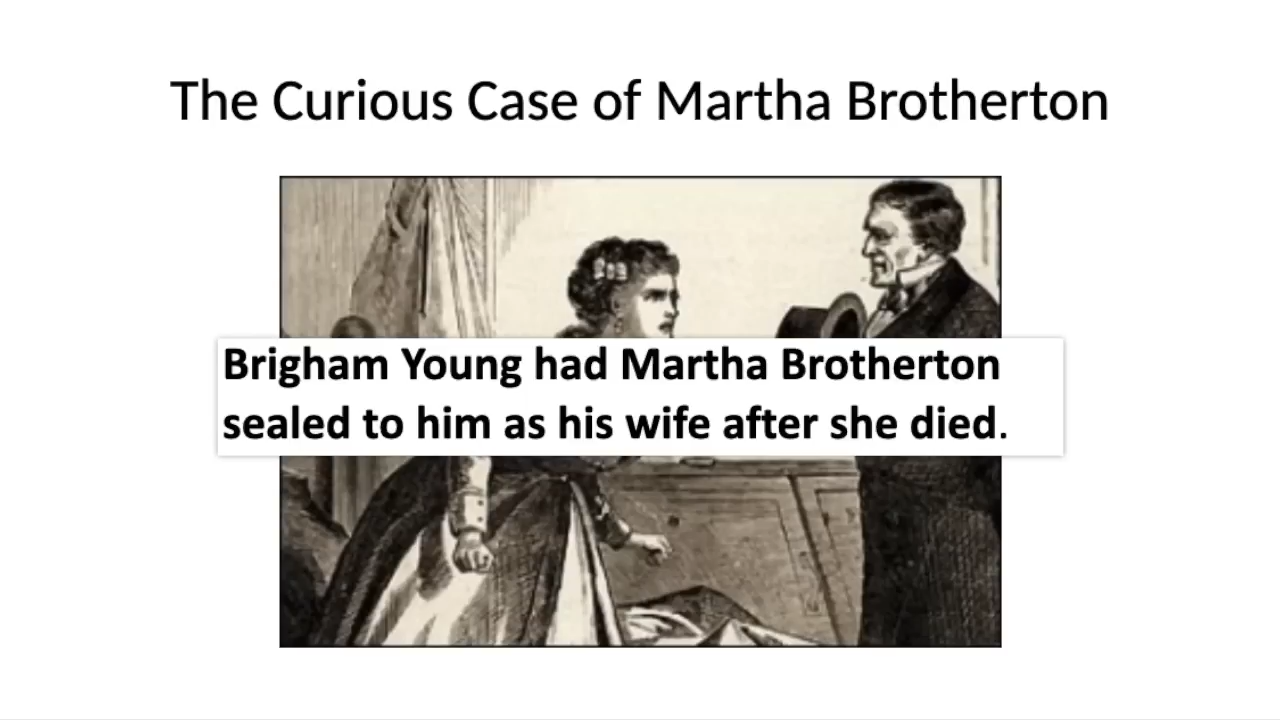 The Curious Case of Martha Brotherton
Brigham Young had Martha Brotherton
sealed to him as his wife after she died.